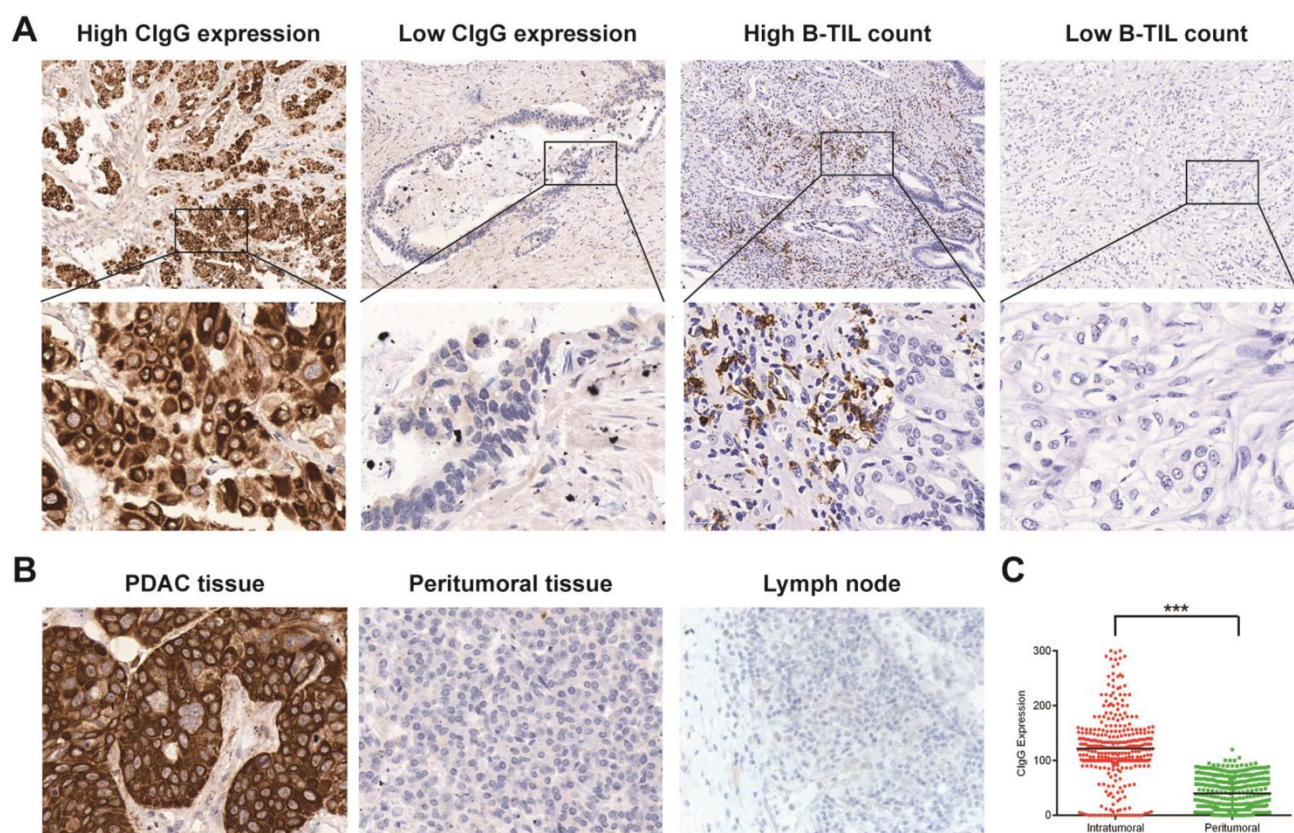 A
High CIgG expression
Low CIgG expression
High B-TIL count
Low B-TIL count
B
PDAC tissue
Peritumoral tissue
Lymph node
C
***
300
200
100
0
CIgG Expression
Intratumoral
Peritumoral